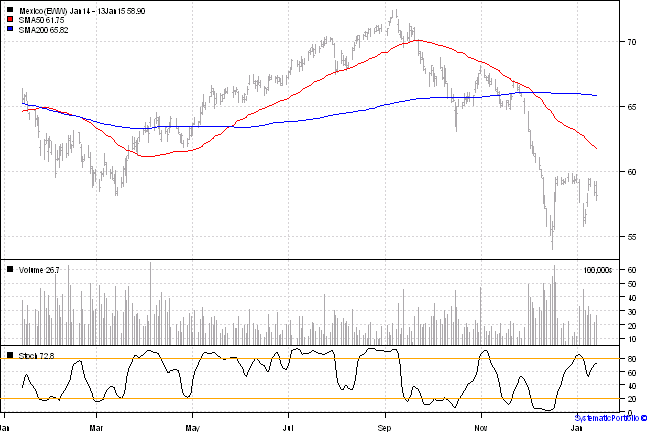 Mexico(EWW) Jan14 - 13Jan15 58.90
SMA50 61.75
SMA200 65.82
70
65
60
55
Volume 26.7
100,000s
60
50
40
30
20
10
Stoch 72.8
80
60
40
20
0
Jan Mar May Jul Sep Nov Jan
SystematicPortfolio ©